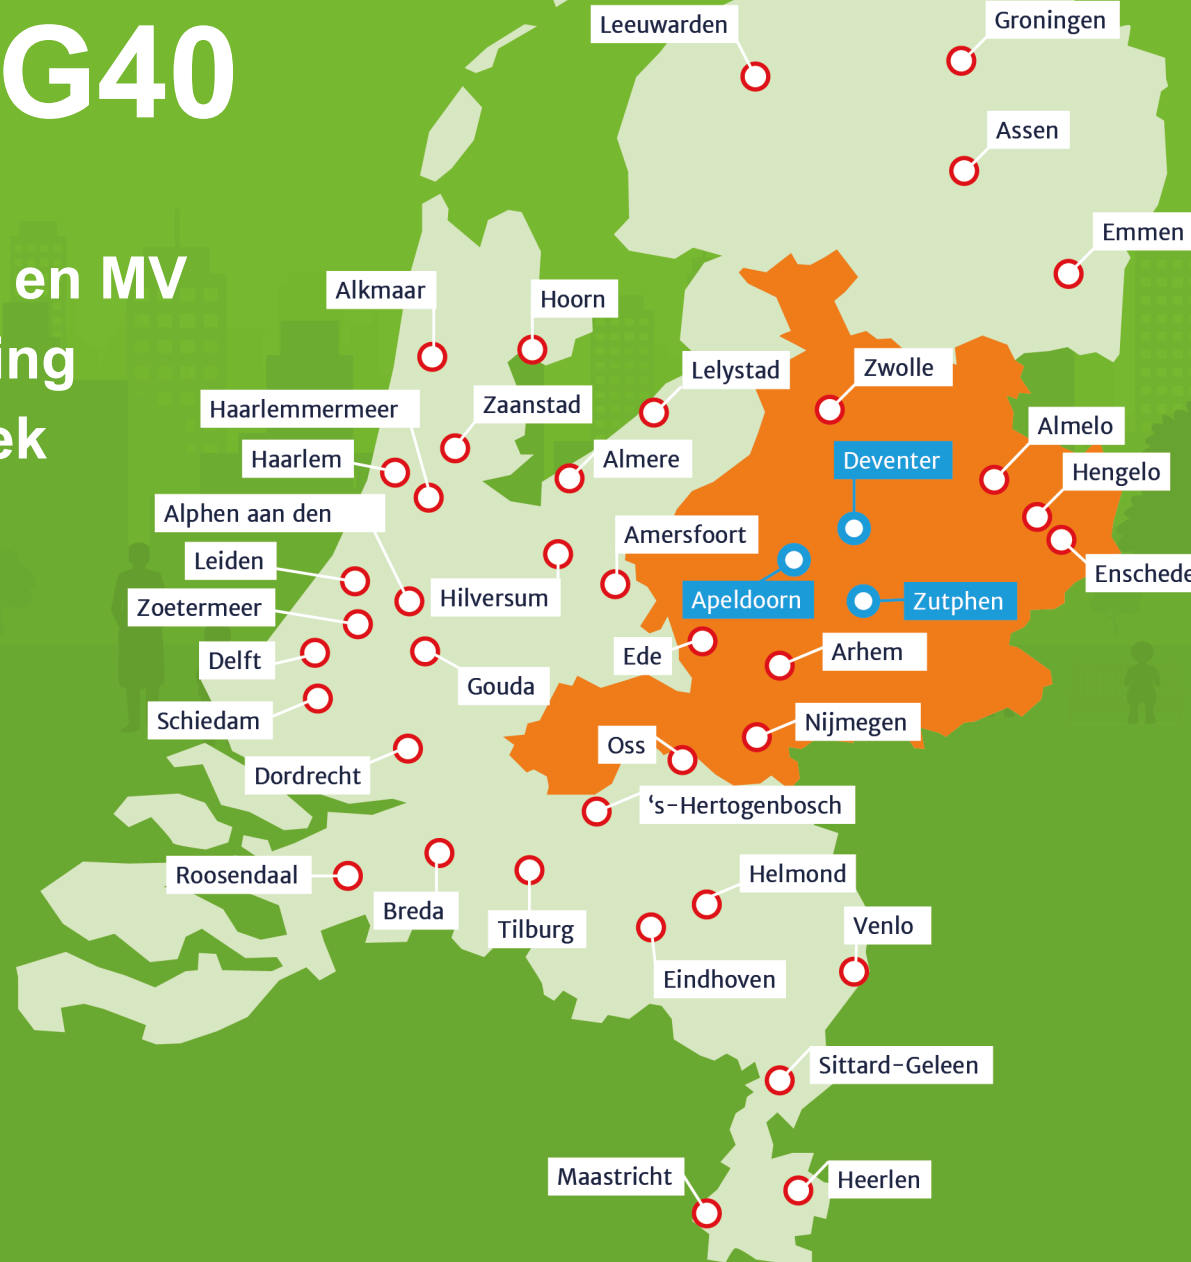 G40
en MV
ing
ek
Leeuwarden
Groningen
Assen
Emmen
Alkmaar
Hoorn
Lelystad
Zwolle
Haarlemmermeer
Zaanstad
Almelo
Haarlem
Almere
Deventer
Hengelo
Alphen aan den
Amersfoort
Leiden
Enschede
Zoetermeer
Hilversum
Apeldoorn
Zutphen
Delft
Ede
Arhem
Gouda
Schiedam
Nijmegen
Oss
Dordrecht
‘s-Hertogenbosch
Roosendaal
Helmond
Breda
Tilburg
Venlo
Eindhoven
Sittard-Geleen
Maastricht
Heerlen